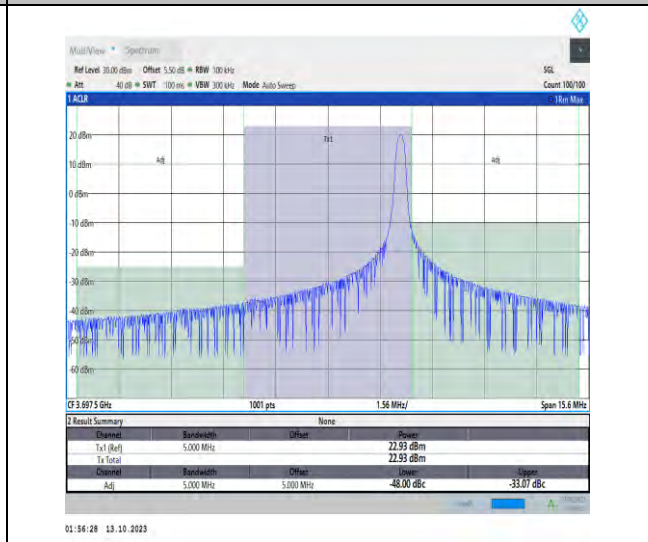 MultiView Spectrum
Ref Level 30.00 dBm Offset 5.50 dB RBW 100 kHz SGL
Att 40 dB SWT 100 ms VBW 300 kHz Mode Auto Sweep Count 100/100
1 ACLR 1Rm Max
Tx1
20 dBm
Adj Adj
10 dBm
0 dBm
-10 dBm
-20 dBm
-30 dBm
-40 dBm
-50 dBm
-60 dBm
CF 3.6975 GHz 1001 pts 1.56 MHz/ Span 15.6 MHz
2 Result Summary None
Channel Bandwidth Offset Power
Tx1 (Ref) 5.000 MHz 22.93 dBm
Tx Total 22.93 dBm
Channel Bandwidth Offset Lower Upper
Adj 5.000 MHz 5.000 MHz -48.00 dBc -33.07 dBc
01:56:28 13.10.2023